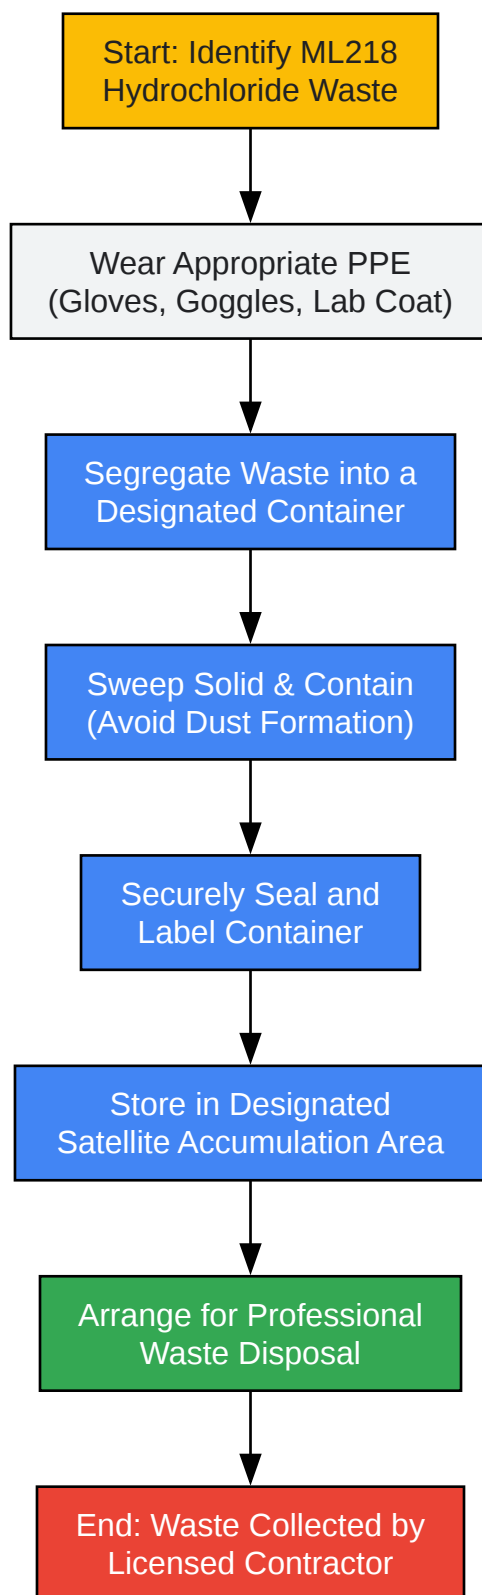 Start: Identify ML218
Hydrochloride Waste
Wear Appropriate PPE
(Gloves, Goggles, Lab Coat)
Segregate Waste into a
Designated Container
Sweep Solid & Contain
(Avoid Dust Formation)
Securely Seal and
Label Container
Store in Designated
Satellite Accumulation Area
Arrange for Professional
Waste Disposal
End: Waste Collected by
Licensed Contractor